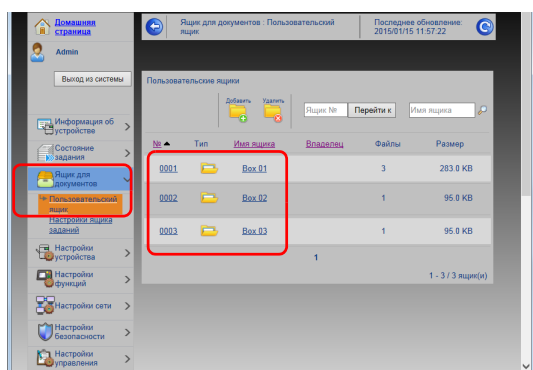 Домашняя
страница
Ящик для документов : Пользовательский
ящик
Последнее обновление:
2015/01/15 11:57:22
Admin
Выход из системы
Пользовательские ящики
Добавить Удалить
Ящик №
Перейти к
Имя ящика
Информация об
устройстве
Состояние
задания
Ящик для
документов
Пользовательский
ящик
Настройки ящика
заданий
Настройки
устройства
Настройки
функций
Настройки сети
Настройки
безопасности
Настройки
управления
№ Тип Имя ящика Владелец Файлы Размер
0001 Box 01 3 283.0 KB
0002 Box 02 1 95.0 KB
0003 Box 03 1 95.0 KB
1
1 - 3 / 3 ящик(и)